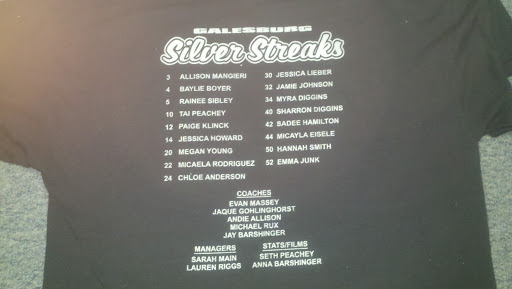 GALESBURG
Silver Streaks
3 ALLISON MANGIERI
4 BAYLIE BOYER
5 RAINEE SIBLEY
10 TAI PEACHEY
12 PAIGE KLINCK
14 JESSICA HOWARD
20 MEGAN YOUNG
22 MICAELA RODRIGUEZ
24 CHLOE ANDERSON
30 JESSICA LIEBER
32 JAMIE JOHNSON
34 MYRA DIGGINS
40 SHARRON DIGGINS
42 SADEE HAMILTON
44 MICAYLA EISELE
50 HANNAH SMITH
52 EMMA JUNK
COACHES
EVAN MASSEY
JAQUE GOHLINGHORST
ANDIE ALLISON
MICHAEL RUX
JAY BARSHINGER
MANAGERS
SARAH MAIN
LAUREN RIGGS
STATS/FILMS
SETH PEACHEY
ANNA BARSHINGER